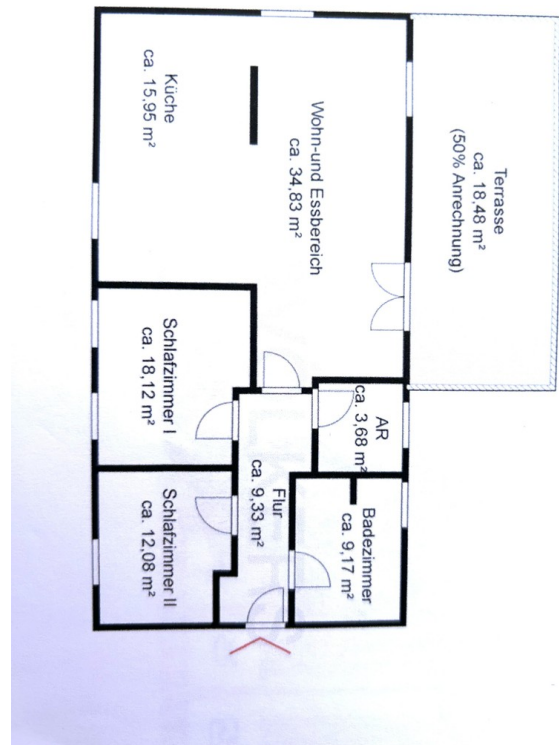 Terrasse
ca. 18,48 m²
(50% Anrechnung)
Wohn-und Essbereich
ca. 34,83 m²
Küche
ca. 15,95 m²
AR
ca. 3,68 m²
Schlafzimmer I
ca. 18,12 m²
Badezimmer
ca. 9,17 m²
Flur
ca. 9,33 m²
Schlafzimmer II
ca. 12,08 m²